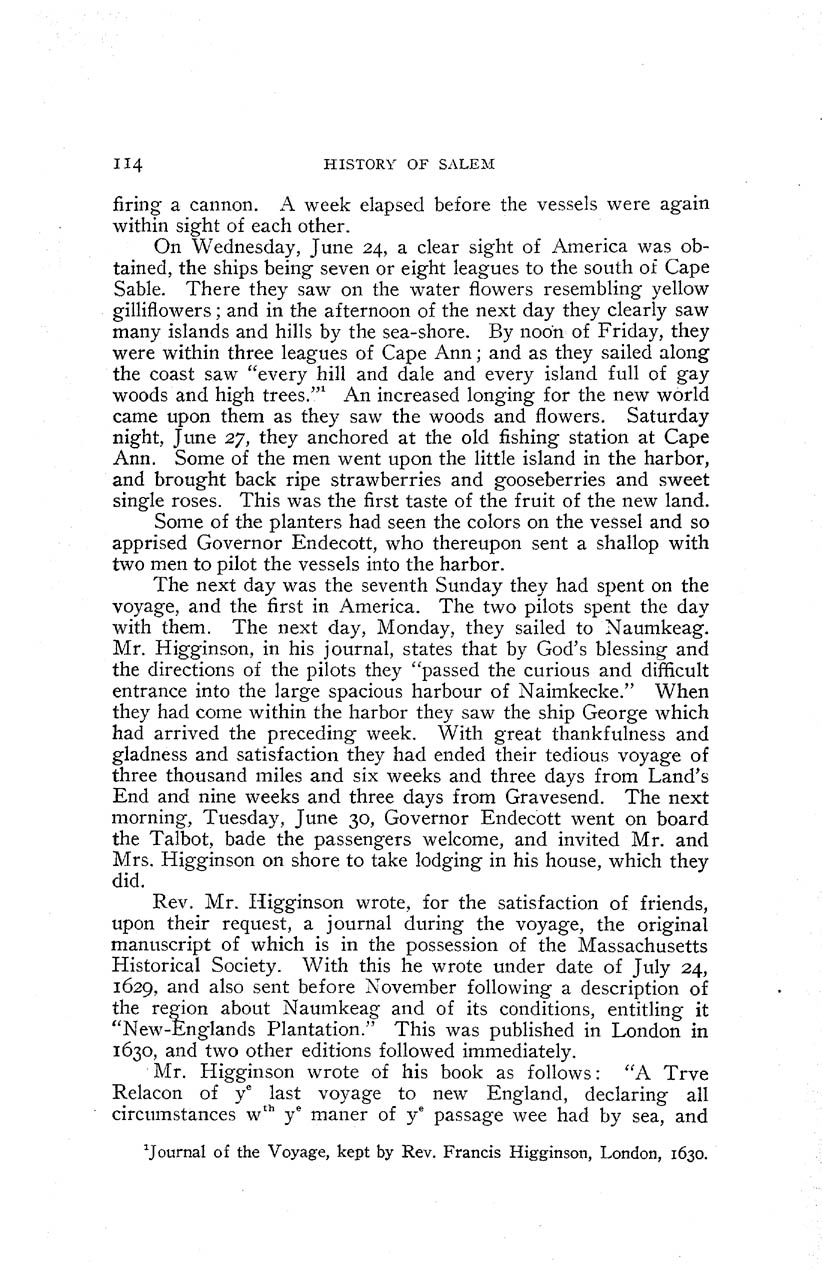 114 HISTORY OF SALEM
firing a cannon. A week elapsed before the vessels were again
within sight of each other.
On Wednesday, June 24, a clear sight of America was ob-
tained, the ships being seven or eight leagues to the south of Cape
Sable. There they saw on the water flowers resembling yellow
gilliflowers; and in the afternoon of the next day they clearly saw
many islands and hills by the sea-shore. By noon of Friday, they
were within three leagues of Cape Ann; and as they sailed along
the coast saw “every hill and dale and every island full of gay
woods and high trees.”¹ An increased longing for the new world
came upon them as they saw the woods and flowers. Saturday
night, June 27, they anchored at the old fishing station at Cape
Ann. Some of the men went upon the little island in the harbor,
and brought back ripe strawberries and gooseberries and sweet
single roses. This was the first taste of the fruit of the new land.
Some of the planters had seen the colors on the vessel and so
apprised Governor Endecott, who thereupon sent a shallop with
two men to pilot the vessels into the harbor.
The next day was the seventh Sunday they had spent on the
voyage, and the first in America. The two pilots spent the day
with them. The next day, Monday, they sailed to Naumkeag.
Mr. Higginson, in his journal, states that by God’s blessing and
the directions of the pilots they “passed the curious and difficult
entrance into the large spacious harbour of Naimkecke.” When
they had come within the harbor they saw the ship George which
had arrived the preceding week. With great thankfulness and
gladness and satisfaction they had ended their tedious voyage of
three thousand miles and six weeks and three days from Land’s
End and nine weeks and three days from Gravesend. The next
morning, Tuesday, June 30, Governor Endecott went on board
the Talbot, bade the passengers welcome, and invited Mr. and
Mrs. Higginson on shore to take lodging in his house, which they
did.
Rev. Mr. Higginson wrote, for the satisfaction of friends,
upon their request, a journal during the voyage, the original
manuscript of which is in the possession of the Massachusetts
Historical Society. With this he wrote under date of July 24,
1629, and also sent before November following a description of
the region about Naumkeag and of its conditions, entitling it
“New-Englands Plantation.” This was published in London in
1630, and two other editions followed immediately.
Mr. Higginson wrote of his book as follows: “A Trve
Relacon of yᵉ last voyage to new England, declaring all
circumstances wᵗʰ yᵉ maner of yᵉ passage wee had by sea, and
¹Journal of the Voyage, kept by Rev. Francis Higginson, London, 1630.